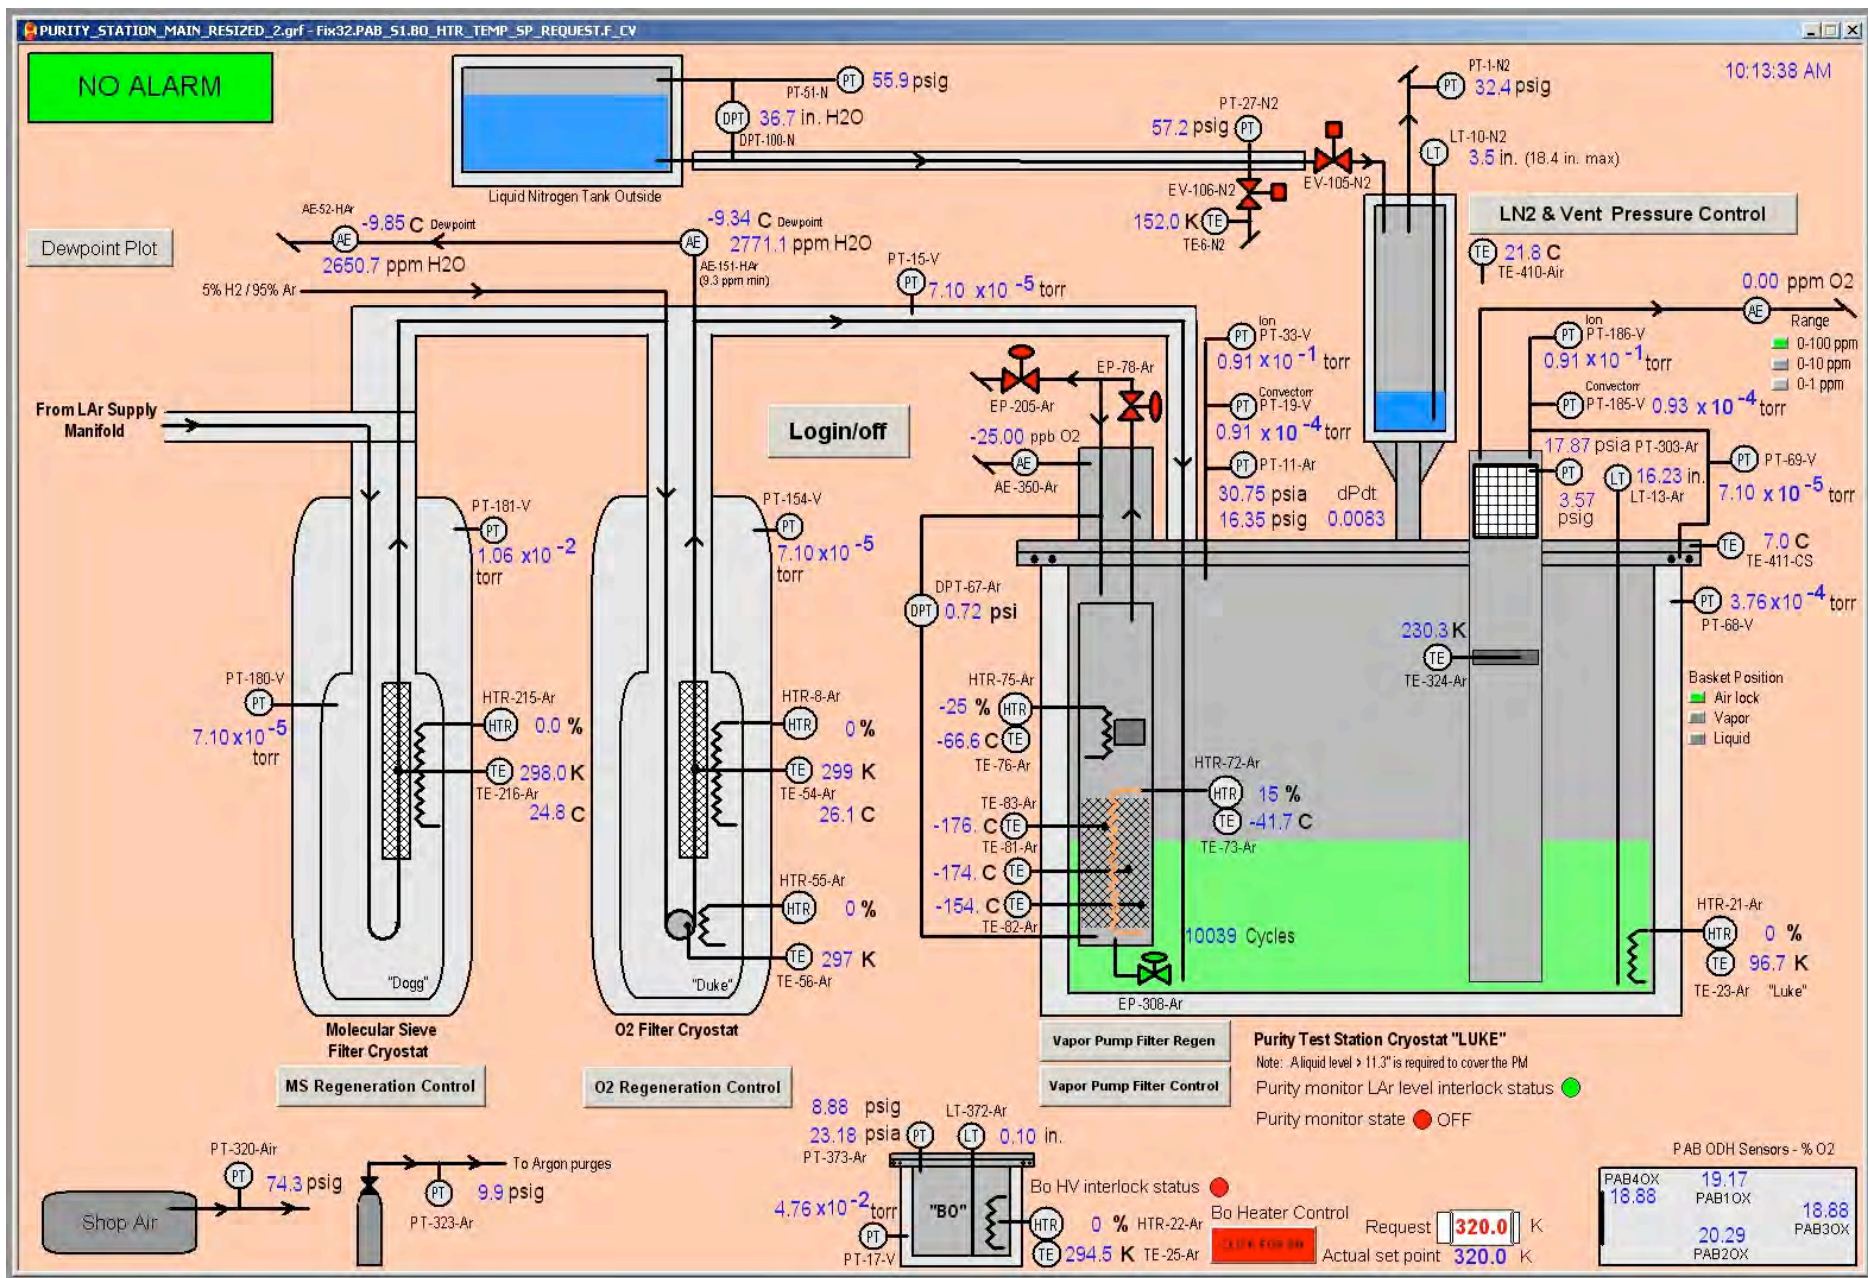 PURITY_STATION_MAIN_RESIZED_2.grf - Fix32.PAB_S1.BO_HTR_TEMP_SP_REQUEST.F_CV
NO ALARM
PT
55.9 psig
PT-51-N
DPT
36.7 in. H2O
DPT-100-N
Liquid Nitrogen Tank Outside
PT-27-N2
57.2 psig PT
EV-106-N2
EV-105-N2
152.0 K TE
TE-6-N2
PT-1-N2
PT 32.4 psig
10:13:38 AM
LT-10-N2
LT 3.5 in. (18.4 in. max)
LN2 & Vent Pressure Control
TE 21.8 C
TE-410-Air
0.00 ppm O2
AE
Range
0-100 ppm
0-10 ppm
0-1 ppm
Dewpoint Plot
AE-52-HAr
-9.85 C Dewpoint
AE
2650.7 ppm H2O
-9.34 C Dewpoint
AE 2771.1 ppm H2O
AE-151-HAr
(9.3 ppm min)
5% H2 / 95% Ar
PT-15-V
PT 7.10 x10 -5 torr
From LAr Supply
Manifold
Login/off
EP-78-Ar
EP-205-Ar
-25.00 ppb O2
AE
AE-350-Ar
Ion
PT PT-33-V
0.91 x10 -1 torr
Convectorr
PT PT-19-V
0.91 x 10 -4 torr
PT PT-11-Ar
30.75 psia
16.35 psig
dPdt
0.0083
Ion
PT PT-186-V
0.91 x 10 -1 torr
Convectorr
PT PT-185-V 0.93 x 10 -4 torr
17.87 psia PT-303-Ar
PT
3.57
psig
LT 16.23 in.
LT-13-Ar
PT PT-69-V
7.10 x10 -5 torr
TE 7.0 C
TE-411-CS
PT 3.76 x10 -4 torr
PT-68-V
PT-181-V
PT
1.06 x10 -2
torr
PT-154-V
PT
7.10 x10 -5
torr
PT-180-V
PT
7.10 x10 -5
torr
HTR-215-Ar
HTR 0.0 %
TE 298.0 K
TE-216-Ar
24.8 C
HTR-8-Ar
HTR 0 %
TE 299 K
TE-54-Ar
26.1 C
HTR-55-Ar
HTR 0 %
TE 297 K
TE-56-Ar
"Dogg"
"Duke"
Molecular Sieve
Filter Cryostat
O2 Filter Cryostat
MS Regeneration Control
O2 Regeneration Control
DPT-67-Ar
DPT 0.72 psi
HTR-75-Ar
-25 % HTR
-66.6 C TE
TE-76-Ar
TE-83-Ar
-176. C TE
TE-81-Ar
-174. C TE
-154. C TE
TE-82-Ar
HTR-72-Ar
HTR 15 %
TE -41.7 C
TE-73-Ar
10039 Cycles
EP-308-Ar
230.3 K
TE
TE-324-Ar
Basket Position
Air lock
Vapor
Liquid
HTR-21-Ar
HTR 0 %
TE 96.7 K
TE-23-Ar "Luke"
Vapor Pump Filter Regen
Vapor Pump Filter Control
Purity Test Station Cryostat "LUKE"
Note: A liquid level > 11.3" is required to cover the PM
Purity monitor LAr level interlock status
Purity monitor state OFF
PT-320-Air
PT 74.3 psig
Shop Air
To Argon purges
PT 9.9 psig
PT-323-Ar
8.88 psig
23.18 psia PT
PT-373-Ar
LT-372-Ar
LT 0.10 in.
4.76 x10 -2 torr
PT
PT-17-V
"BO"
Bo HV interlock status
HTR 0 % HTR-22-Ar
TE 294.5 K TE-25-Ar
Bo Heater Control
Request 320.0 K
Actual set point 320.0 K
PAB ODH Sensors - % O2
PAB4OX
18.88
19.17
PAB1OX
18.88
PAB3OX
20.29
PAB2OX